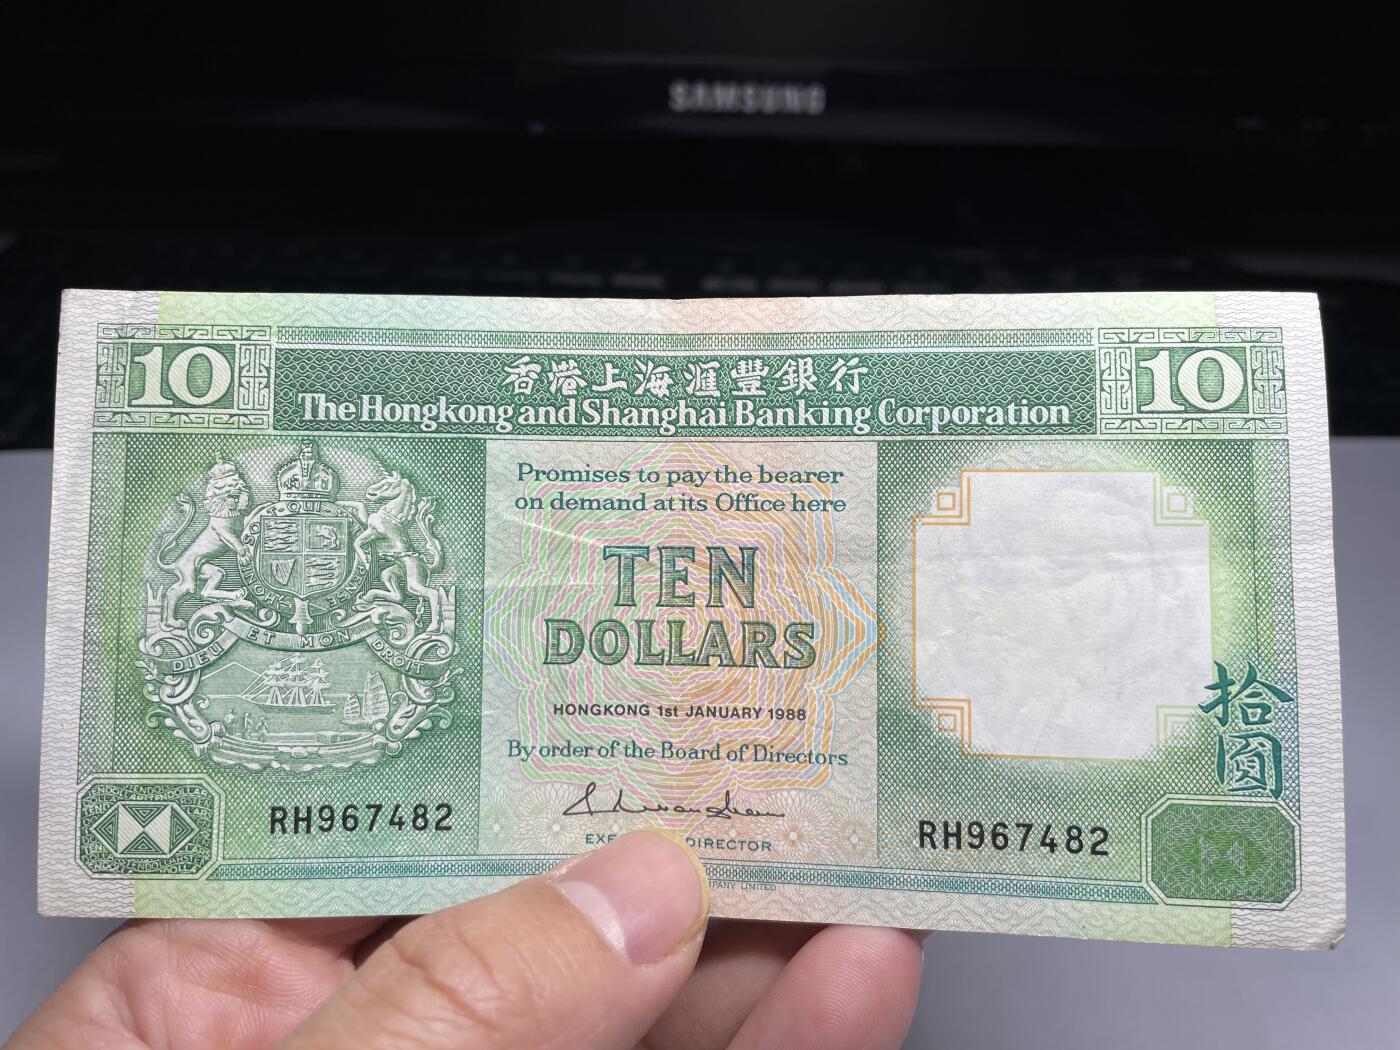 SAMSUNG
10
10
香港上海滙豐銀行
The Hongkong and Shanghai Banking Corporation
Promises to pay the bearer
on demand at its Office here
TEN
DOLLARS
HONGKONG 1st JANUARY 1988
By order of the Board of Directors
DIEU ET MON DROIT
拾
圓
RH967482
RH967482
DIRECTOR
LIMITED